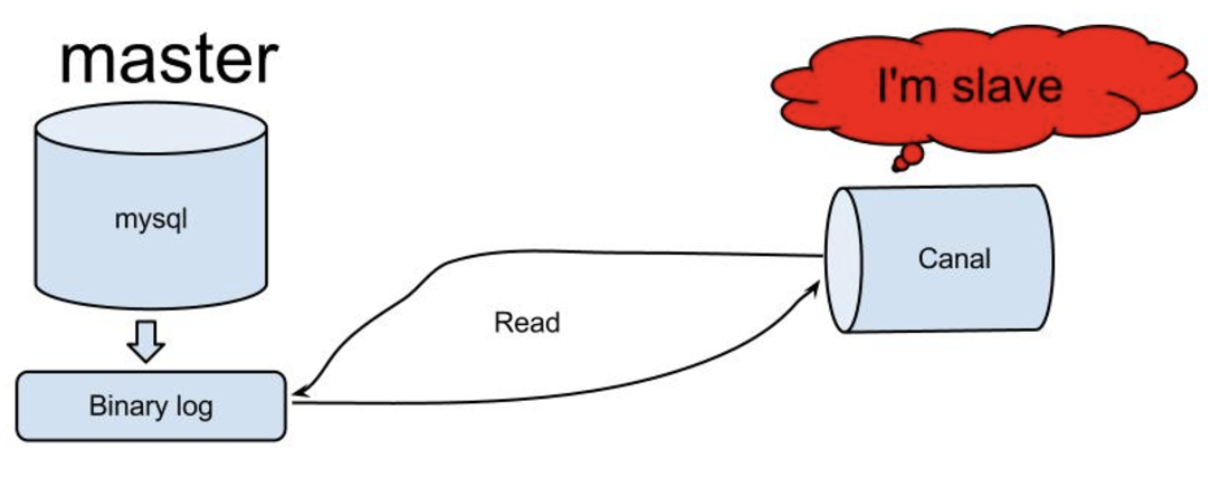 master
I'm slave
mysql
Canal
Read
Binary log